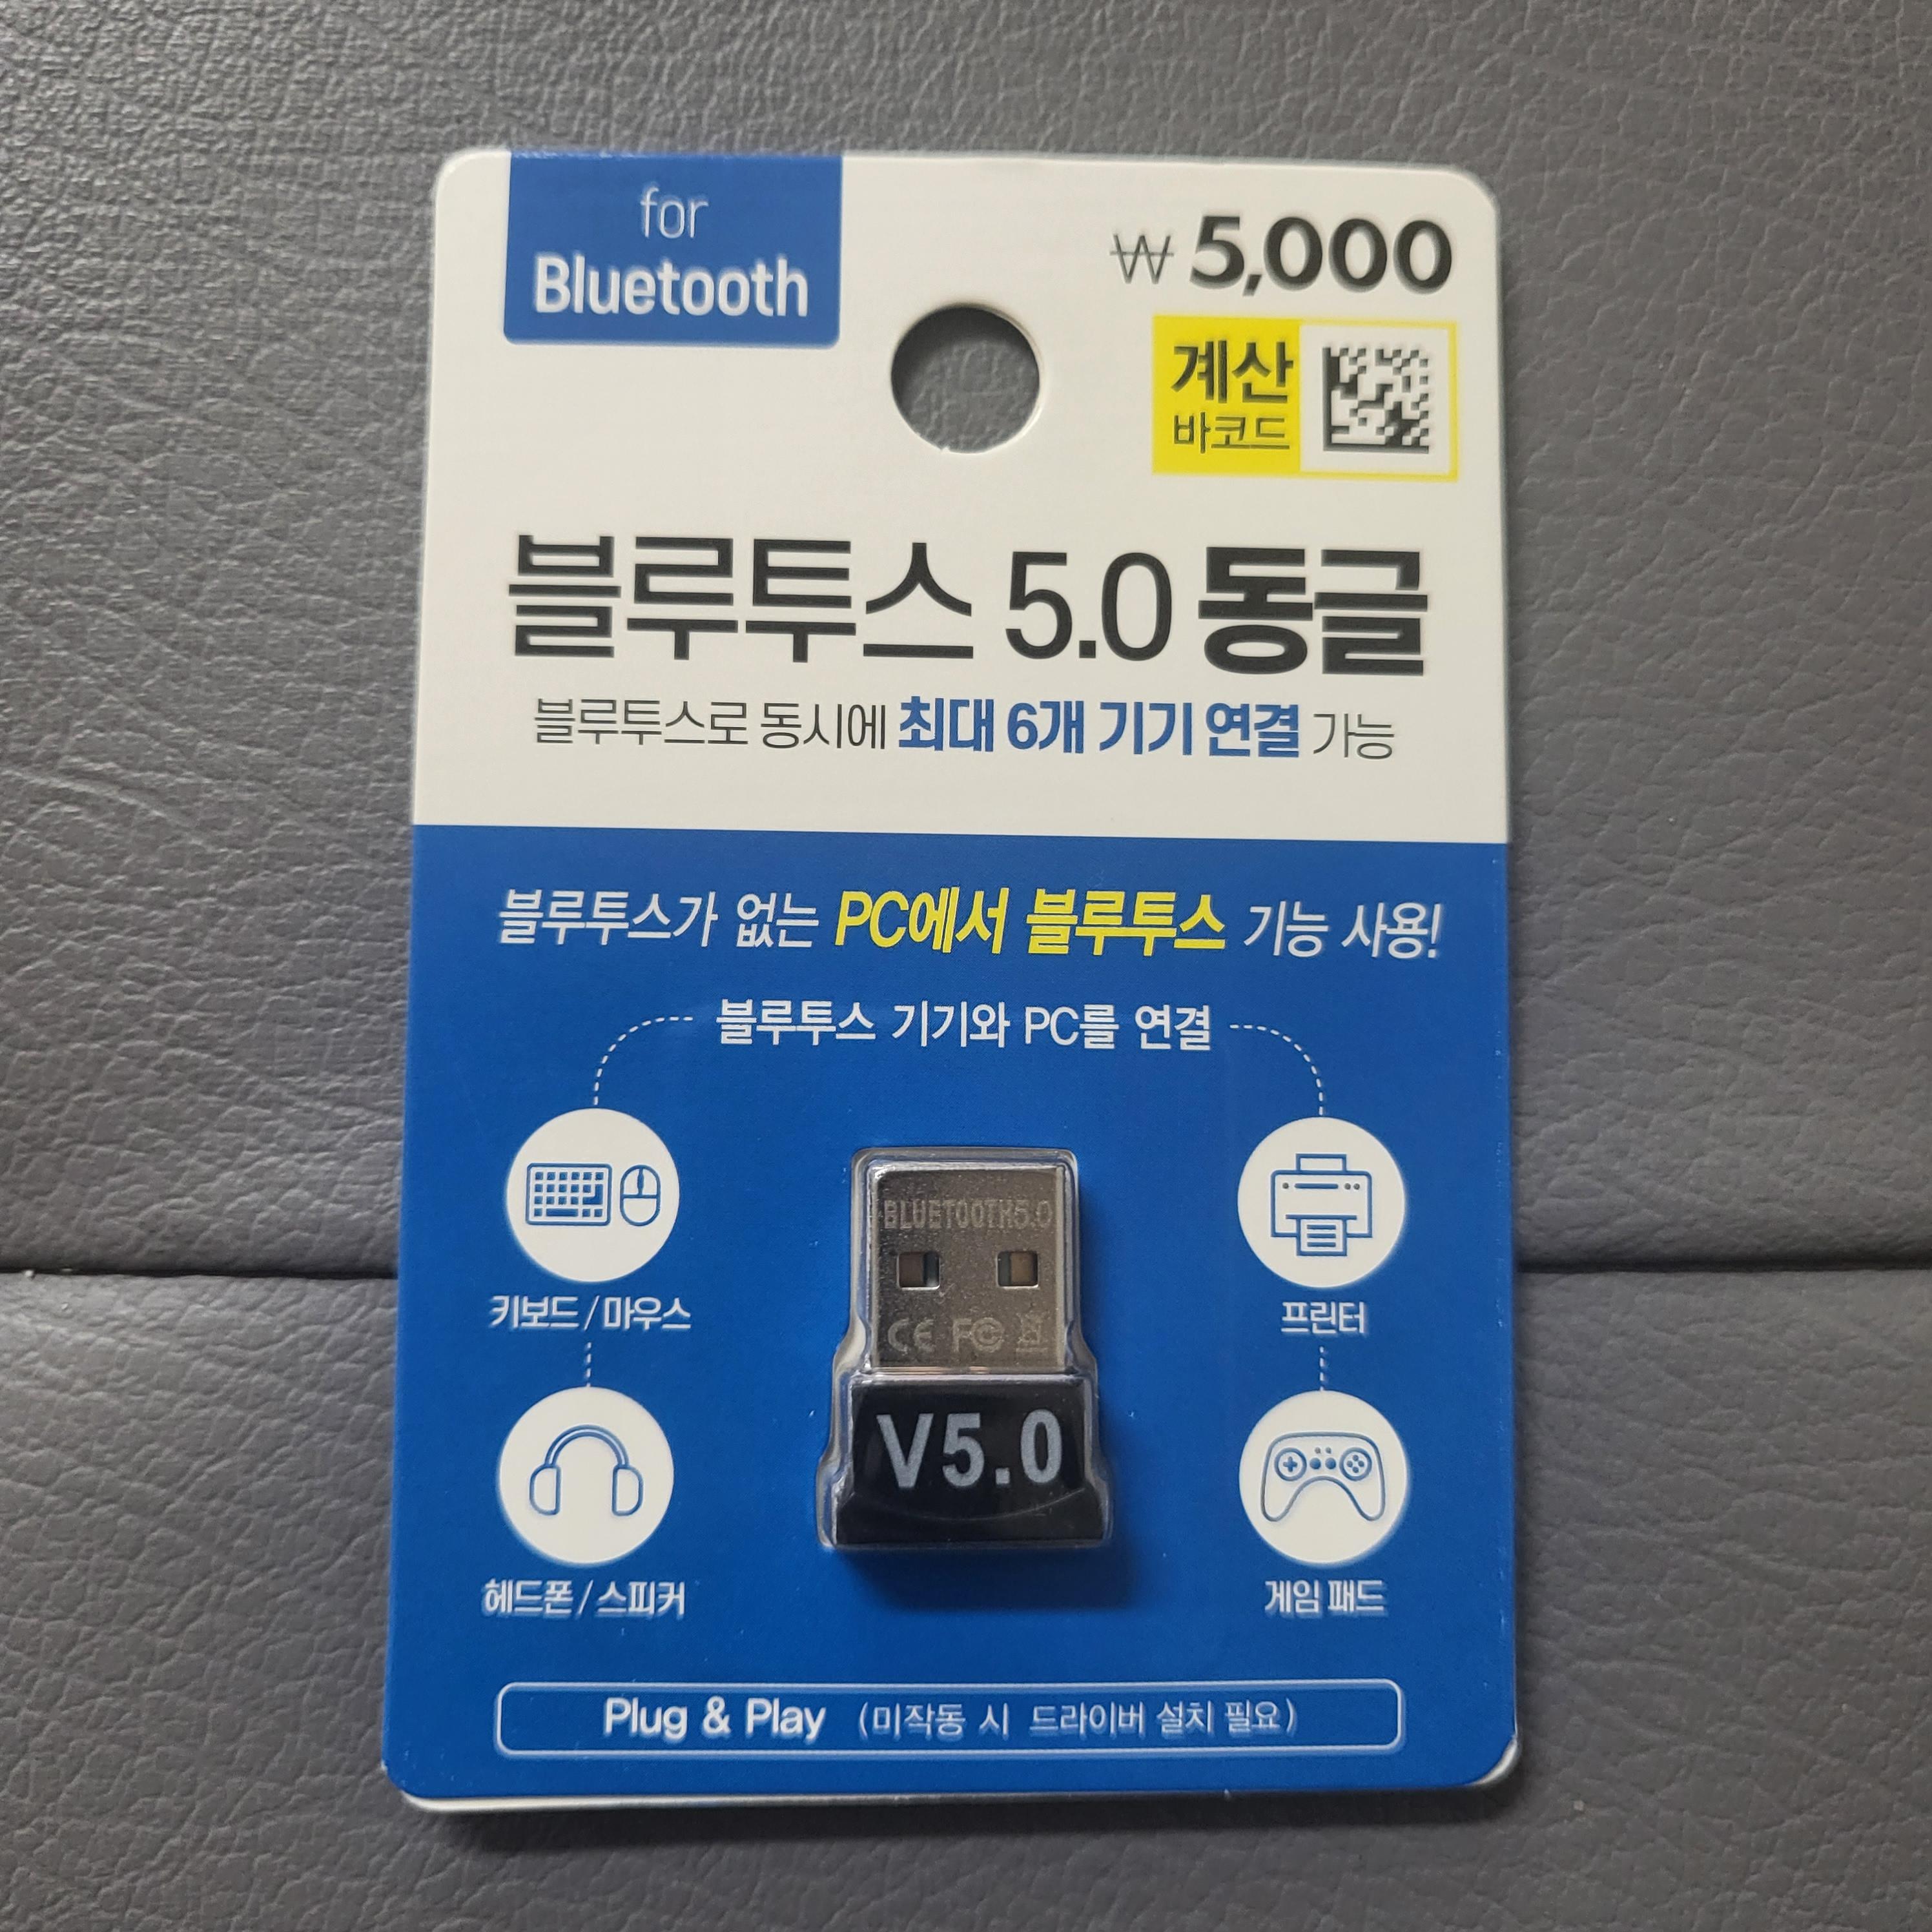 for
Bluetooth
₩ 5,000
계산
바코드
블루투스 5.0 동글
블루투스로 동시에 최대 6개 기기 연결 가능
블루투스가 없는 PC에서 블루투스 기능 사용!
블루투스 기기와 PC를 연결
키보드 / 마우스
프린터
BLUETOOTH5.0
CE FC
V5.0
헤드폰 / 스피커
게임 패드
Plug & Play (미작동 시 드라이버 설치 필요)